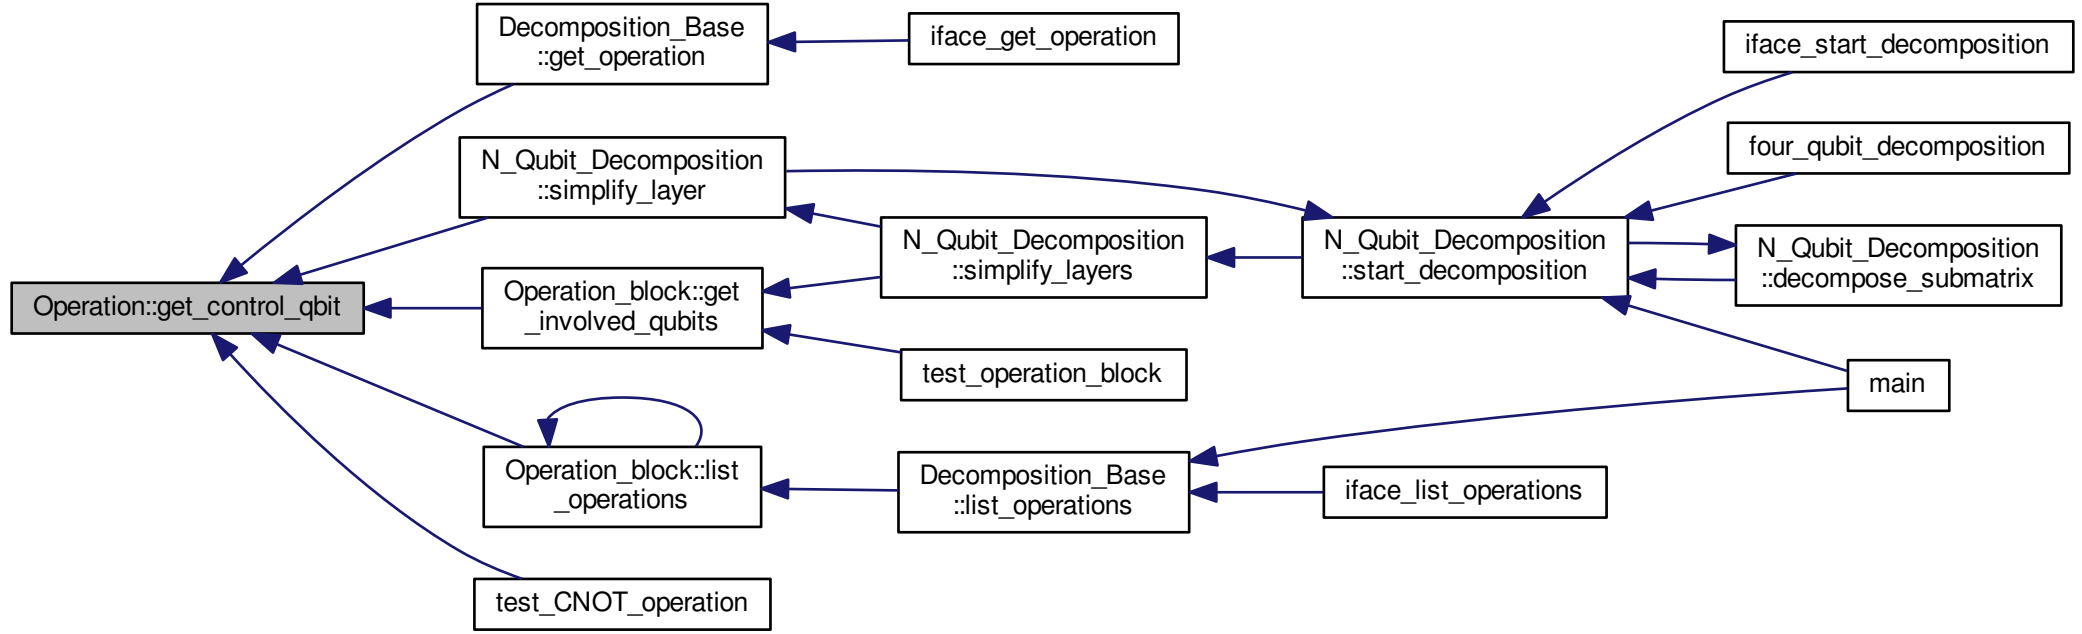 Decomposition_Base
::get_operation
iface_get_operation
iface_start_decomposition
four_qubit_decomposition
N_Qubit_Decomposition
::simplify_layer
N_Qubit_Decomposition
::simplify_layers
N_Qubit_Decomposition
::start_decomposition
N_Qubit_Decomposition
::decompose_submatrix
Operation::get_control_qbit
Operation_block::get
_involved_qubits
test_operation_block
main
Operation_block::list
_operations
Decomposition_Base
::list_operations
iface_list_operations
test_CNOT_operation